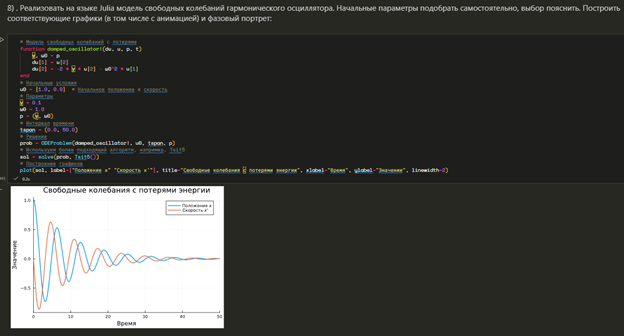 8) , Реализовать на языке Julia модель свободных колебаний гармонического осциллятора. Начальные параметры подобрать самостоятельно, выбор пояснить. Построить
соответствующие графики (в том числе с анимацией) и фазовый портрет:
# Модель свободных колебаний с потерями
function damped_oscillator!(du, u, p, t)
γ, ω0 = p
du[1] = u[2]
du[2] = -2 * γ * u[2] - ω0^2 * u[1]
end
# Начальные условия
u0 = [1.0, 0.0] # Начальное положение и скорость
# Параметры
γ = 0.1
ω0 = 1.0
p = (γ, ω0)
# Интервал времени
tspan = (0.0, 50.0)
# Решение
prob = ODEProblem(damped_oscillator!, u0, tspan, p)
# Используем более подходящий алгоритм, например, Tsit5
sol = solve(prob, Tsit5())
# Построение графиков
plot(sol, label=["Положение x" "Скорость x'"], title="Свободные колебания с потерями энергии", xlabel="Время", ylabel="Значение", linewidth=2)
0.2s
Свободные колебания с потерями энергии
1.0
Положение x
Скорость x'
0.5
Значение
0.0
-0.5
0 10 20 30 40 50
Время